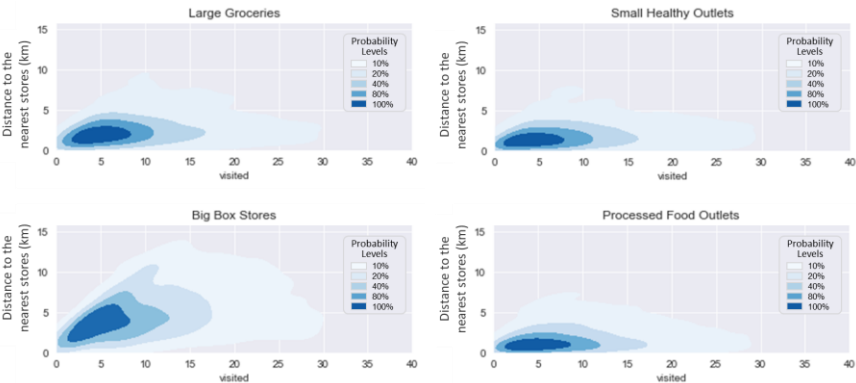 Large Groceries
Distance to the
nearest stores (km)
15
10
5
0
Probability
Levels
10%
20%
40%
80%
100%
0 5 10 15 20 25 30 35 40
visited
Small Healthy Outlets
Distance to the
nearest stores (km)
15
10
5
0
Probability
Levels
10%
20%
40%
80%
100%
0 5 10 15 20 25 30 35 40
visited
Big Box Stores
Distance to the
nearest stores (km)
15
10
5
0
Probability
Levels
10%
20%
40%
80%
100%
0 5 10 15 20 25 30 35 40
visited
Processed Food Outlets
Distance to the
nearest stores (km)
15
10
5
0
Probability
Levels
10%
20%
40%
80%
100%
0 5 10 15 20 25 30 35 40
visited